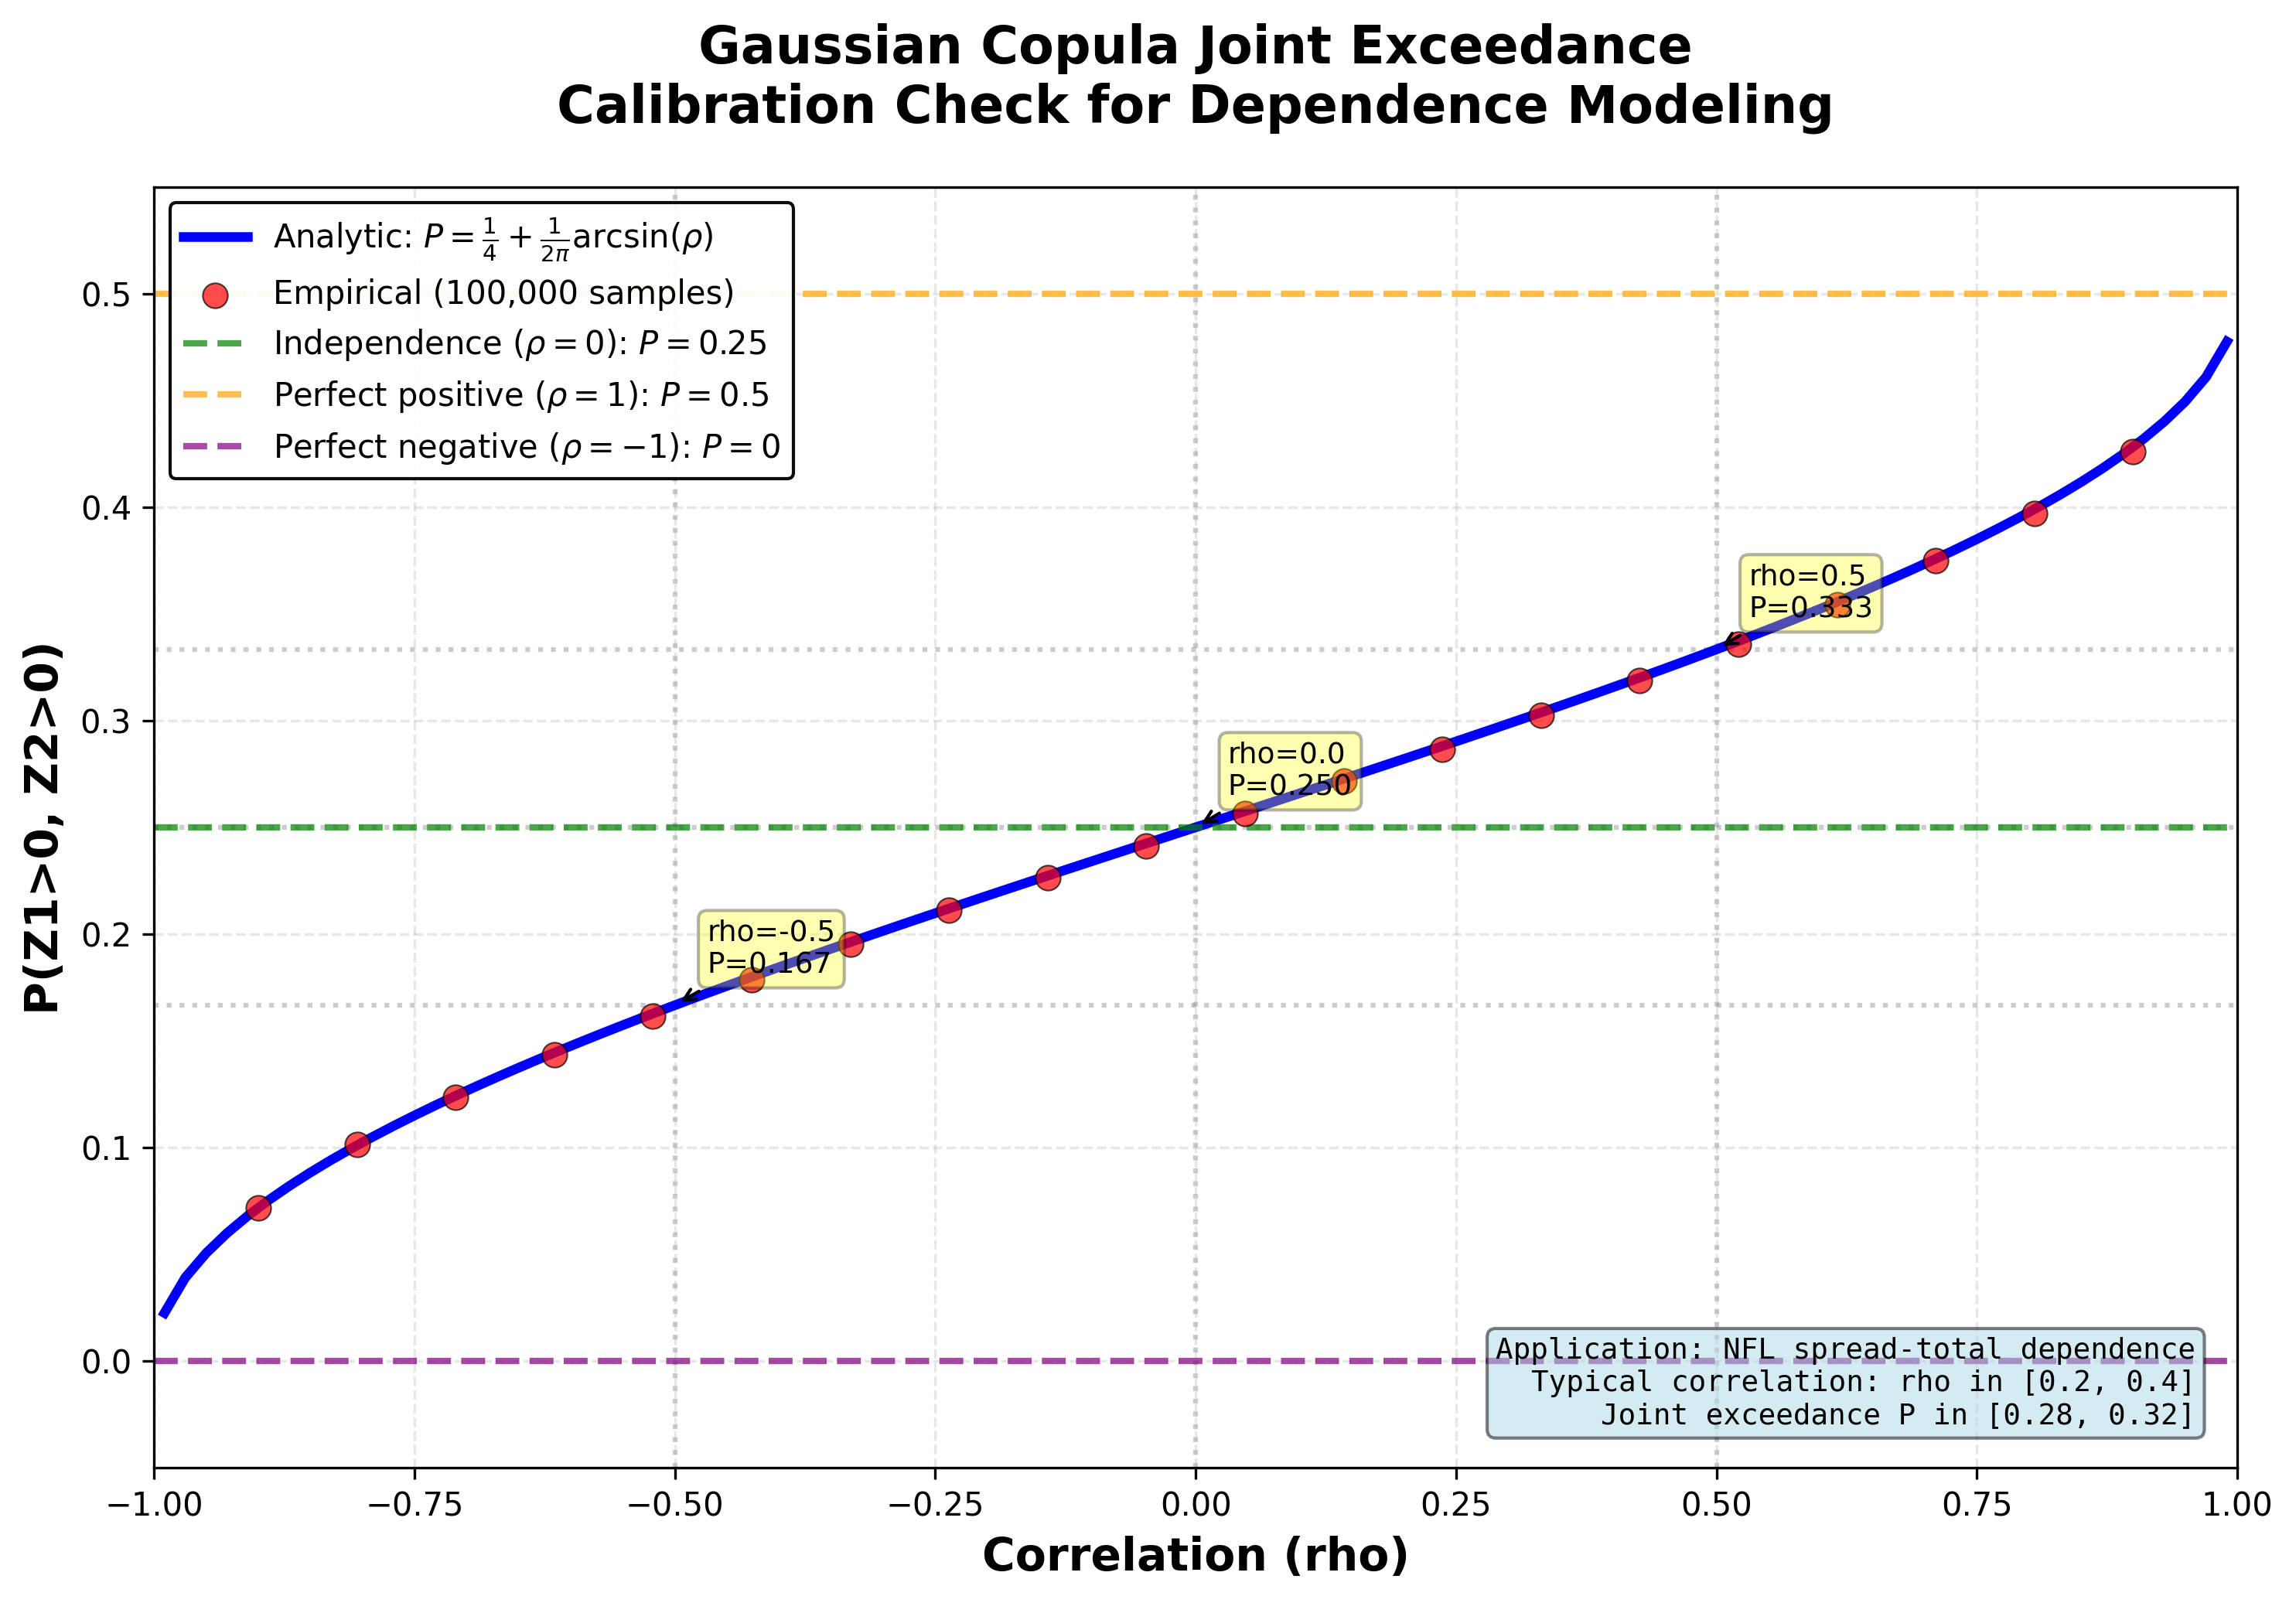 Gaussian Copula Joint Exceedance
Calibration Check for Dependence Modeling
Analytic: $P = \frac{1}{4} + \frac{1}{2\pi}\arcsin(\rho)$
Empirical (100,000 samples)
Independence (ρ = 0): P = 0.25
Perfect positive (ρ = 1): P = 0.5
Perfect negative (ρ = −1): P = 0
P(Z1>0, Z2>0)
0.5
0.4
0.3
0.2
0.1
0.0
rho=0.5
P=0.333
rho=0.0
P=0.250
rho=-0.5
P=0.167
Application: NFL spread-total dependence
Typical correlation: rho in [0.2, 0.4]
Joint exceedance P in [0.28, 0.32]
−1.00
−0.75
−0.50
−0.25
0.00
0.25
0.50
0.75
1.00
Correlation (rho)